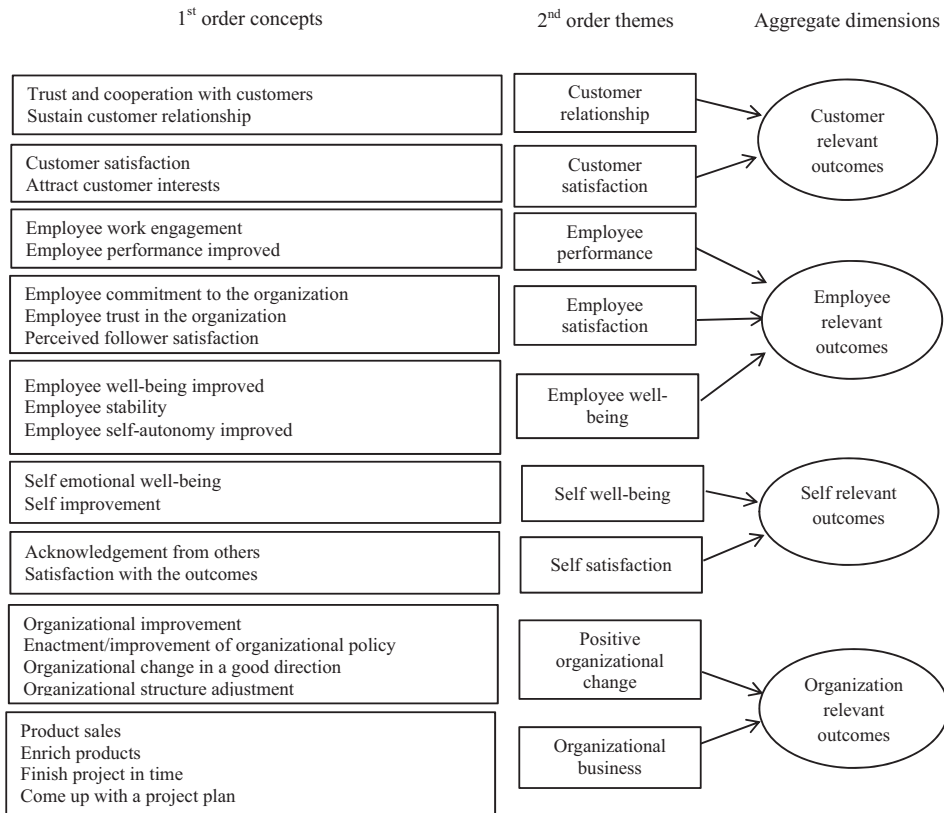 1st order concepts
2nd order themes
Aggregate dimensions
Trust and cooperation with customers
Sustain customer relationship
Customer
relationship
Customer
relevant
outcomes
Customer satisfaction
Attract customer interests
Customer
satisfaction
Employee work engagement
Employee performance improved
Employee
performance
Employee commitment to the organization
Employee trust in the organization
Perceived follower satisfaction
Employee
satisfaction
Employee
relevant
outcomes
Employee well-being improved
Employee stability
Employee self-autonomy improved
Employee well-
being
Self emotional well-being
Self improvement
Self well-being
Self relevant
outcomes
Acknowledgement from others
Satisfaction with the outcomes
Self satisfaction
Organizational improvement
Enactment/improvement of organizational policy
Organizational change in a good direction
Organizational structure adjustment
Positive
organizational
change
Organization
relevant
outcomes
Product sales
Enrich products
Finish project in time
Come up with a project plan
Organizational
business